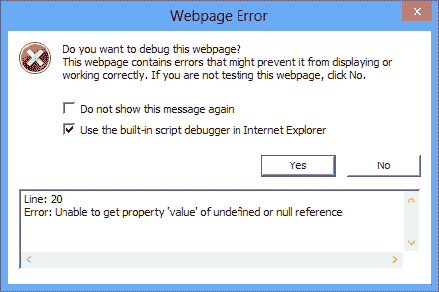 Webpage Error
Do you want to debug this webpage?
This webpage contains errors that might prevent it from displaying or
working correctly. If you are not testing this webpage, click No.
Do not show this message again
Use the built-in script debugger in Internet Explorer
Yes
No
Line: 20
Error: Unable to get property 'value' of undefined or null reference